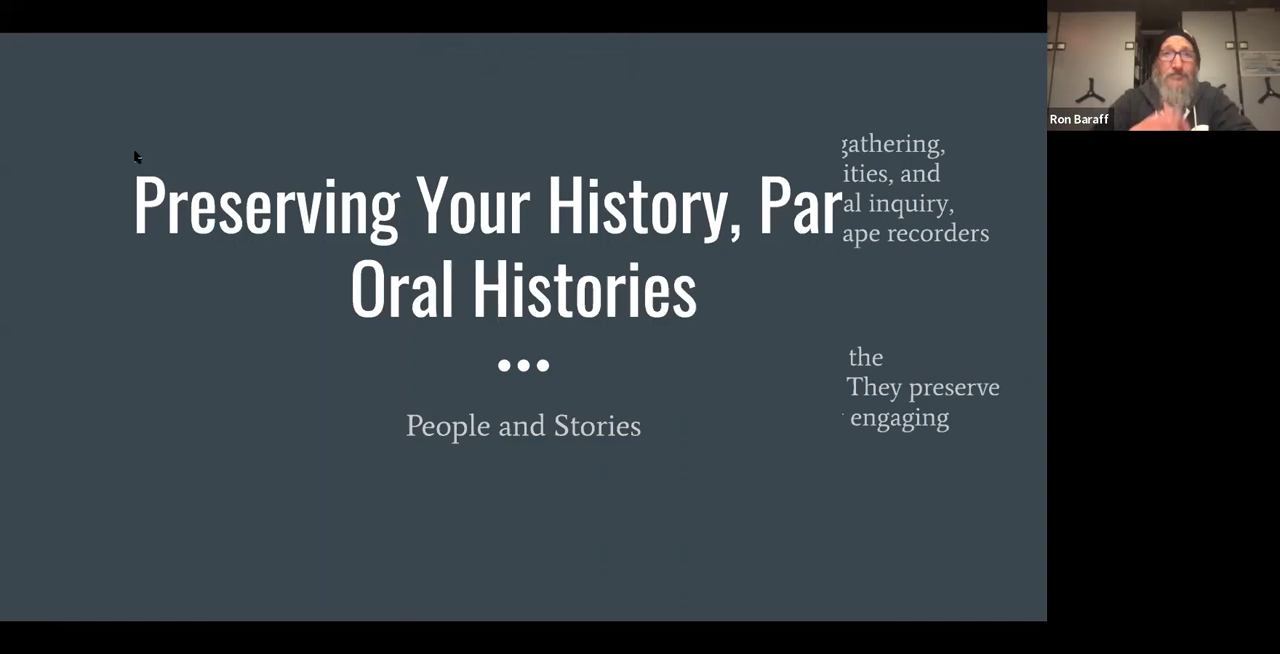 Preserving Your History, Par
Oral Histories
People and Stories
gathering,
ities, and
al inquiry,
ape recorders
the
They preserve
engaging
Ron Baraff